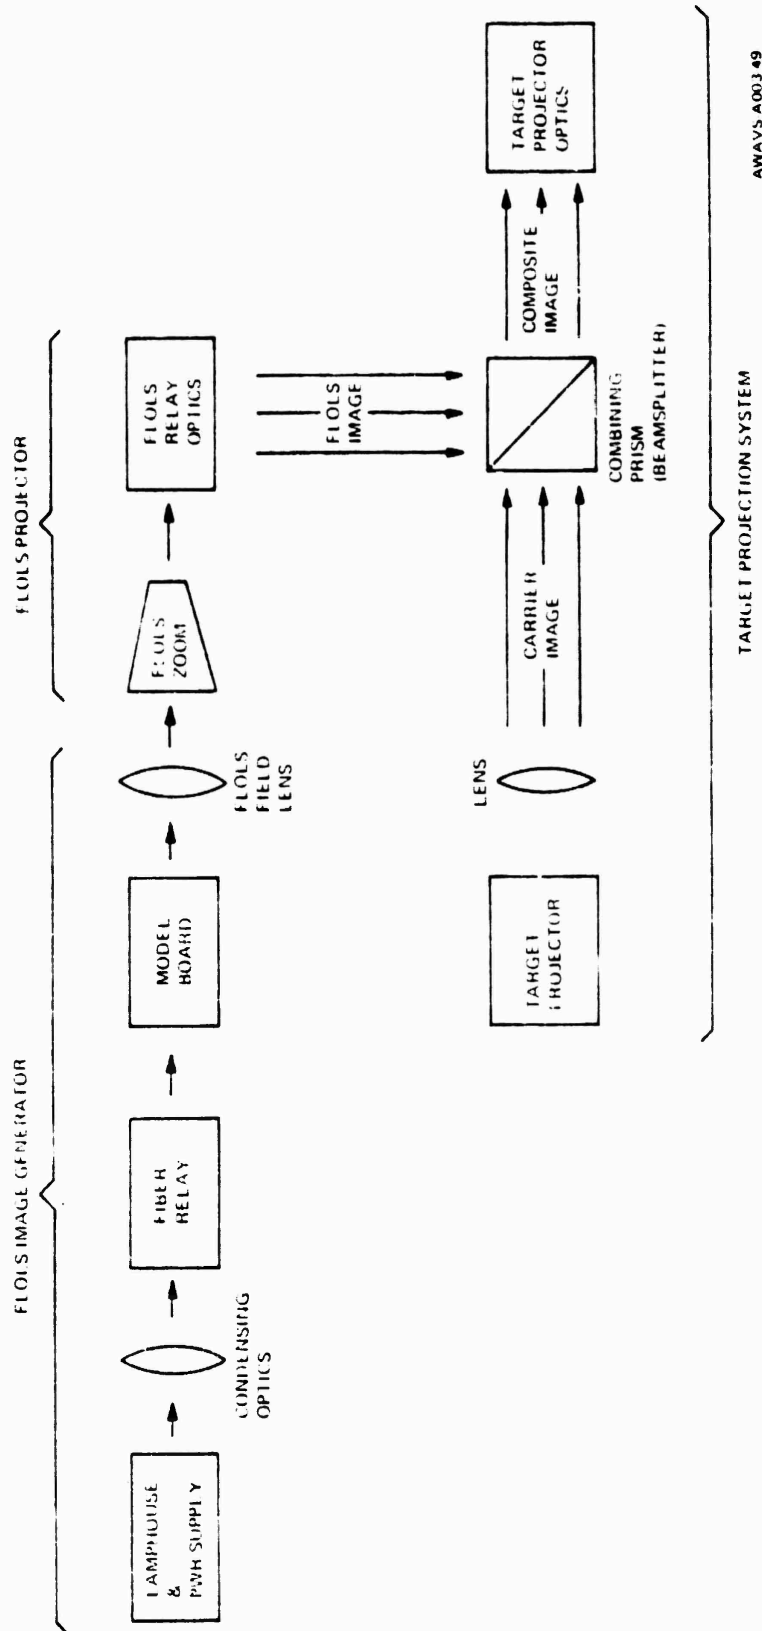 FLOLS IMAGE GENERATOR
FLOLS PROJECTOR
LAMPHOUSE
&
PWR SUPPLY
CONDENSING
OPTICS
FIBER
RELAY
MODEL
BOARD
FLOLS
FIELD
LENS
FLOLS
ZOOM
FLOLS
RELAY
OPTICS
FLOLS
IMAGE
TARGET
PROJECTOR
LENS
CARRIER
IMAGE
COMBINING
PRISM
(BEAMSPLITTER)
COMPOSITE
IMAGE
TARGET
PROJECTOR
OPTICS
TARGET PROJECTION SYSTEM
AWAVS A003 49